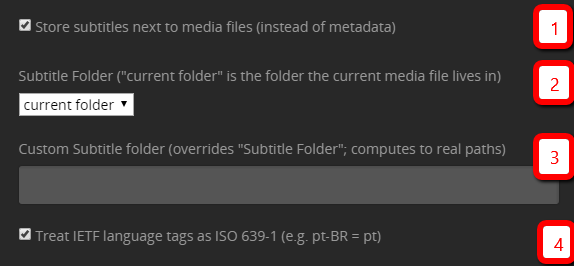 Store subtitles next to media files (instead of metadata)
1
Subtitle Folder ("current folder" is the folder the current media file lives in)
2
current folder
Custom Subtitle folder (overrides "Subtitle Folder"; computes to real paths)
3
Treat IETF language tags as ISO 639-1 (e.g. pt-BR = pt)
4